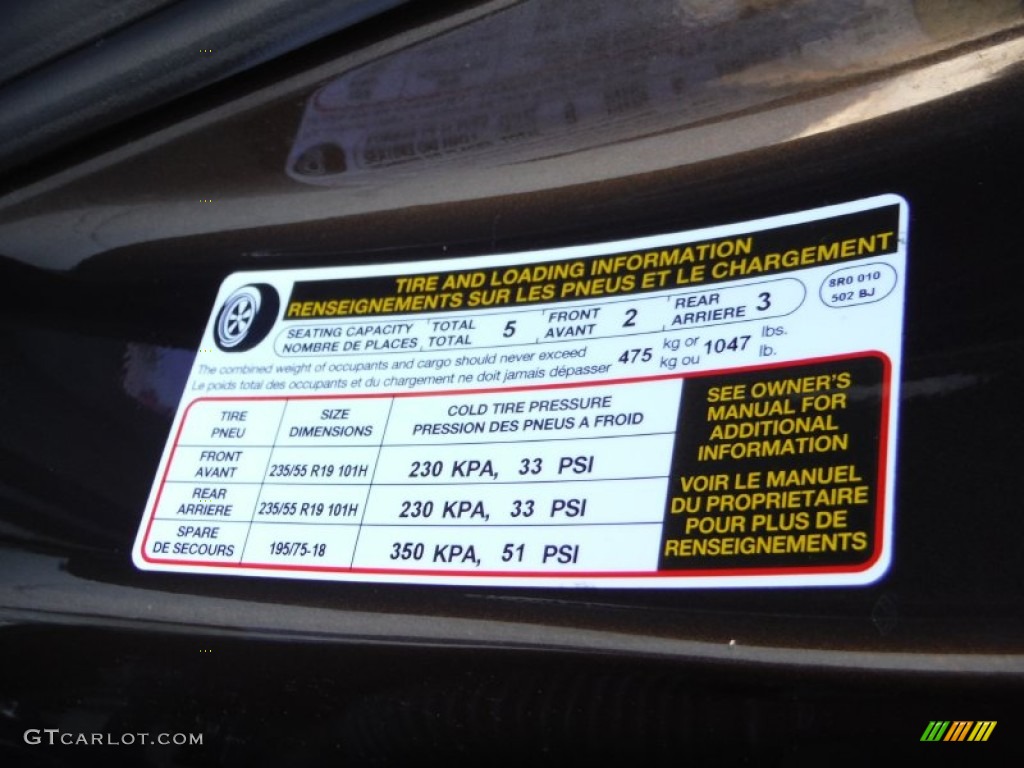 TIRE AND LOADING INFORMATION
RENSEIGNEMENTS SUR LES PNEUS ET LE CHARGEMENT
8R0 010
502 BJ
SEATING CAPACITY TOTAL 5 FRONT 2 REAR 3
NOMBRE DE PLACES TOTAL AVANT ARRIERE
The combined weight of occupants and cargo should never exceed 475 kg or 1047 lbs.
Le poids total des occupants et du chargement ne doit jamais dépasser kg ou lb.
TIRE SIZE COLD TIRE PRESSURE
PNEU DIMENSIONS PRESSION DES PNEUS A FROID
FRONT
AVANT 235/55 R19 101H 230 KPA, 33 PSI
REAR
ARRIERE 235/55 R19 101H 230 KPA, 33 PSI
SPARE
DE SECOURS 195/75-18 350 KPA, 51 PSI
SEE OWNER'S
MANUAL FOR
ADDITIONAL
INFORMATION
VOIR LE MANUEL
DU PROPRIETAIRE
POUR PLUS DE
RENSEIGNEMENTS
GTCARLOT.COM